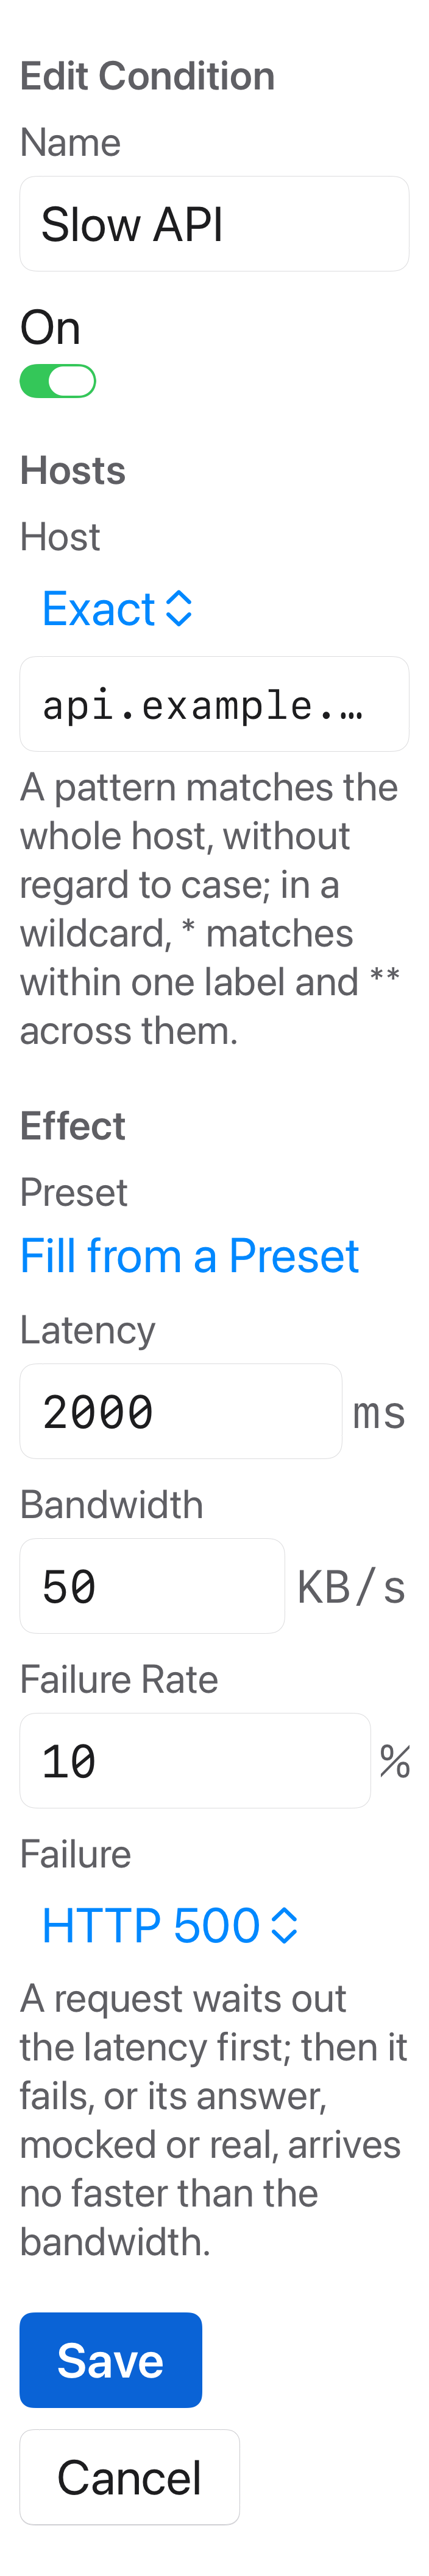 Edit Condition
Name
Slow API
On
Hosts
Host
Exact
api.example.…
A pattern matches the
whole host, without
regard to case; in a
wildcard, * matches
within one label and **
across them.
Effect
Preset
Fill from a Preset
Latency
2000 ms
Bandwidth
50 KB/s
Failure Rate
10 %
Failure
HTTP 500
A request waits out
the latency first; then it
fails, or its answer,
mocked or real, arrives
no faster than the
bandwidth.
Save
Cancel